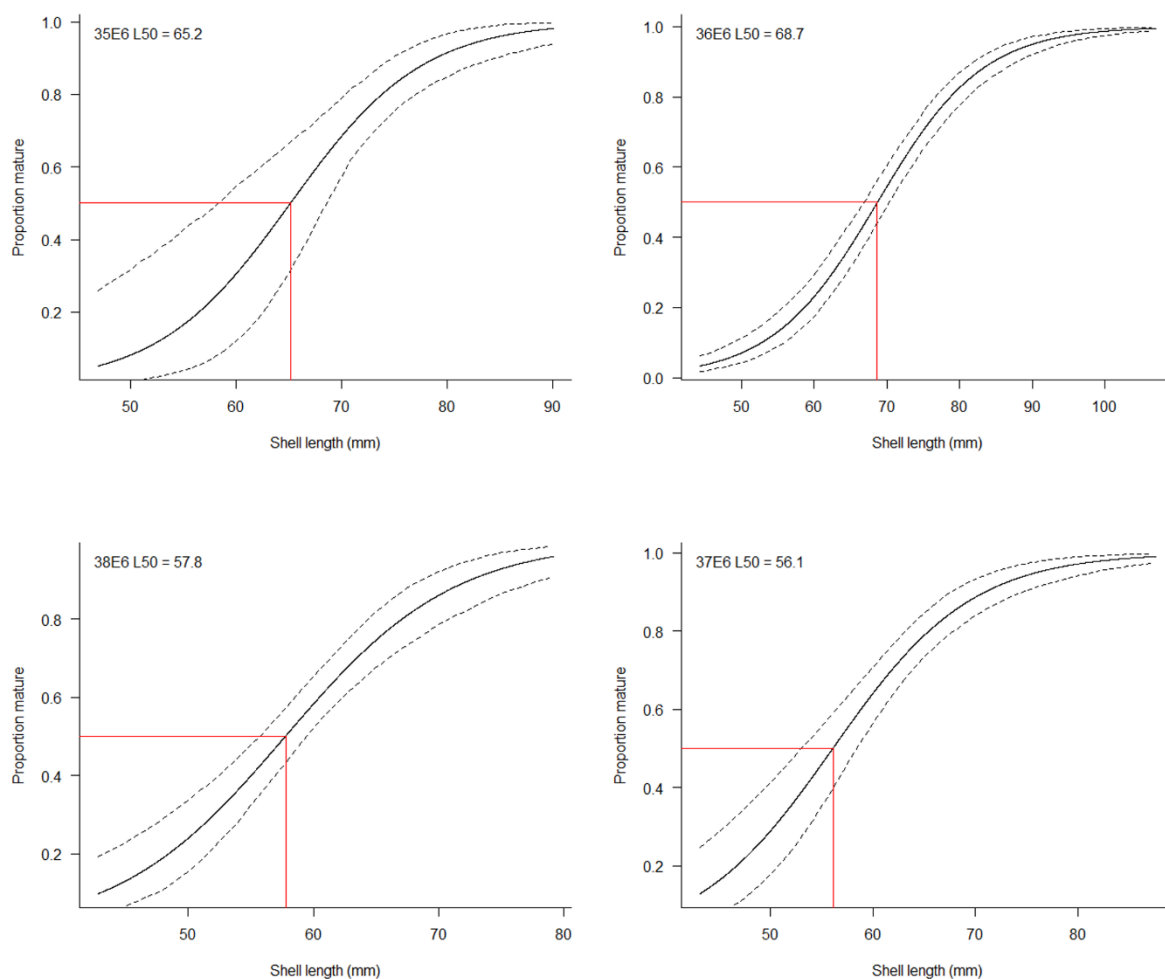 35E6 L50 = 65.2
1.0
0.8
0.6
0.4
0.2
Proportion mature
50 60 70 80 90
Shell length (mm)
36E6 L50 = 68.7
1.0
0.8
0.6
0.4
0.2
0.0
Proportion mature
50 60 70 80 90 100
Shell length (mm)
38E6 L50 = 57.8
0.8
0.6
0.4
0.2
Proportion mature
50 60 70 80
Shell length (mm)
37E6 L50 = 56.1
1.0
0.8
0.6
0.4
0.2
Proportion mature
50 60 70 80
Shell length (mm)